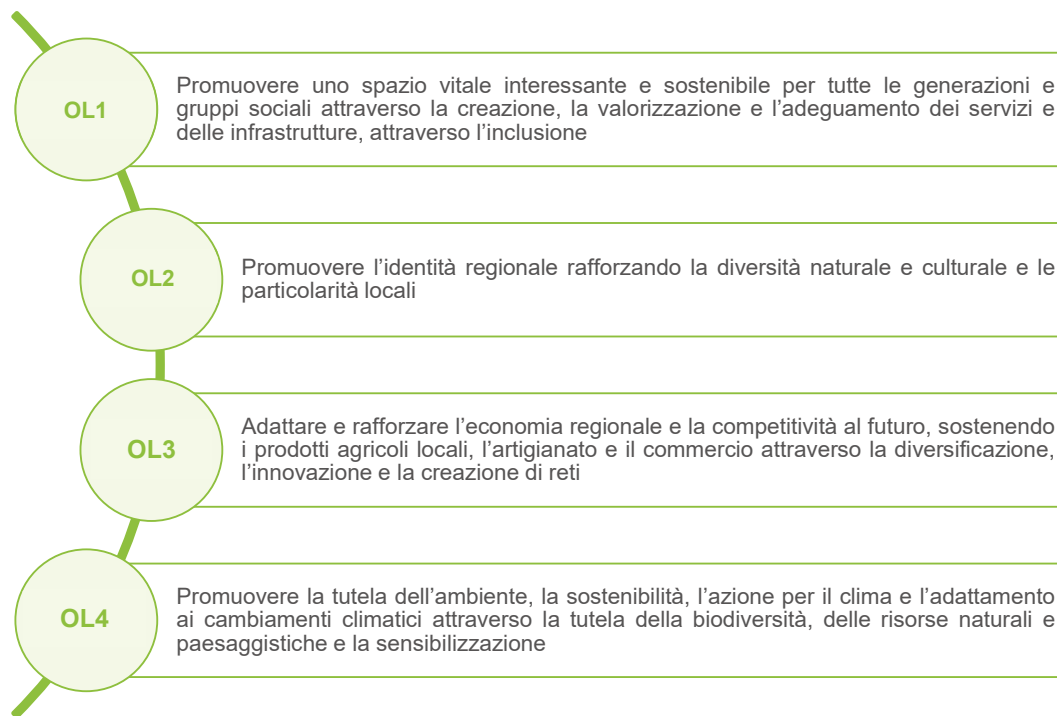 OL1
Promuovere uno spazio vitale interessante e sostenibile per tutte le generazioni e
gruppi sociali attraverso la creazione, la valorizzazione e l’adeguamento dei servizi e
delle infrastrutture, attraverso l’inclusione
OL2
Promuovere l’identità regionale rafforzando la diversità naturale e culturale e le
particolarità locali
OL3
Adattare e rafforzare l’economia regionale e la competitività al futuro, sostenendo
i prodotti agricoli locali, l’artigianato e il commercio attraverso la diversificazione,
l’innovazione e la creazione di reti
OL4
Promuovere la tutela dell’ambiente, la sostenibilità, l’azione per il clima e l’adattamento
ai cambiamenti climatici attraverso la tutela della biodiversità, delle risorse naturali e
paesaggistiche e la sensibilizzazione